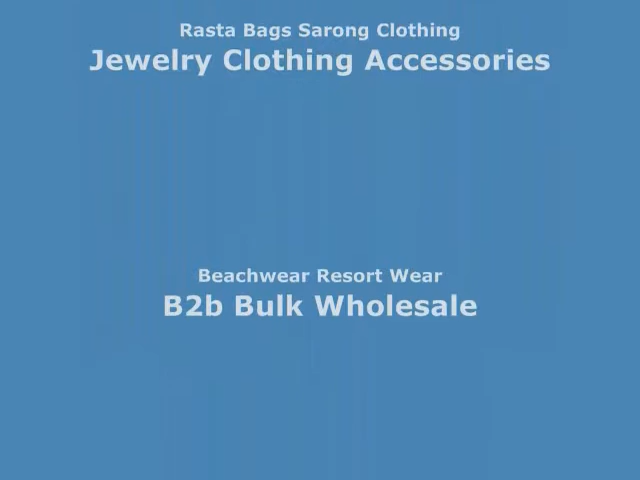 Rasta Bags Sarong Clothing
Jewelry Clothing Accessories
Beachwear Resort Wear
B2b Bulk Wholesale